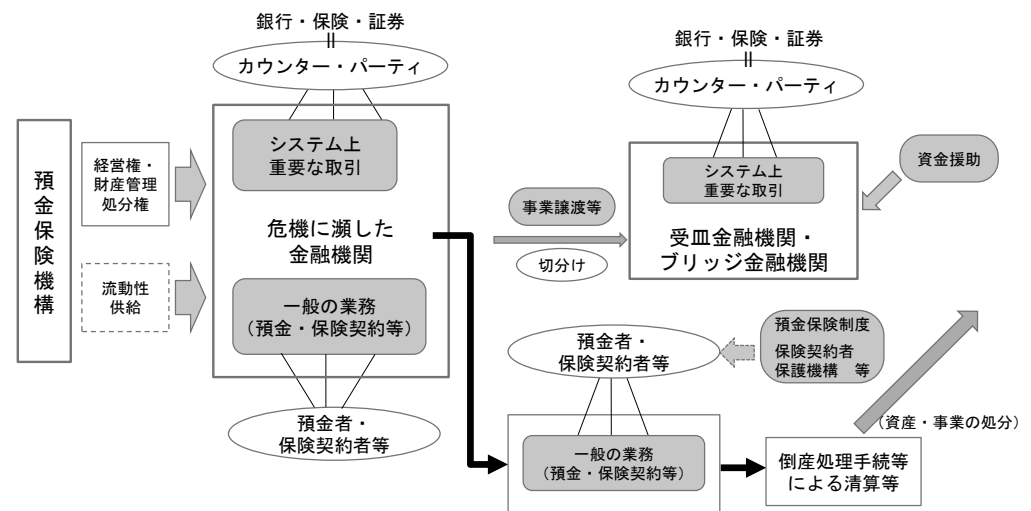 銀行・保険・証券
=
カウンター・パーティ
システム上
重要な取引
預金保険機構
経営権・
財産管理
処分権
流動性
供給
危機に瀕した
金融機関
一般の業務
（預金・保険契約等）
預金者・
保険契約者等
事業譲渡等
切分け
銀行・保険・証券
=
カウンター・パーティ
システム上
重要な取引
受皿金融機関・
ブリッジ金融機関
資金援助
預金者・
保険契約者等
預金保険制度
保険契約者
保護機構　等
一般の業務
（預金・保険契約等）
（資産・事業の処分）
倒産処理手続等
による清算等